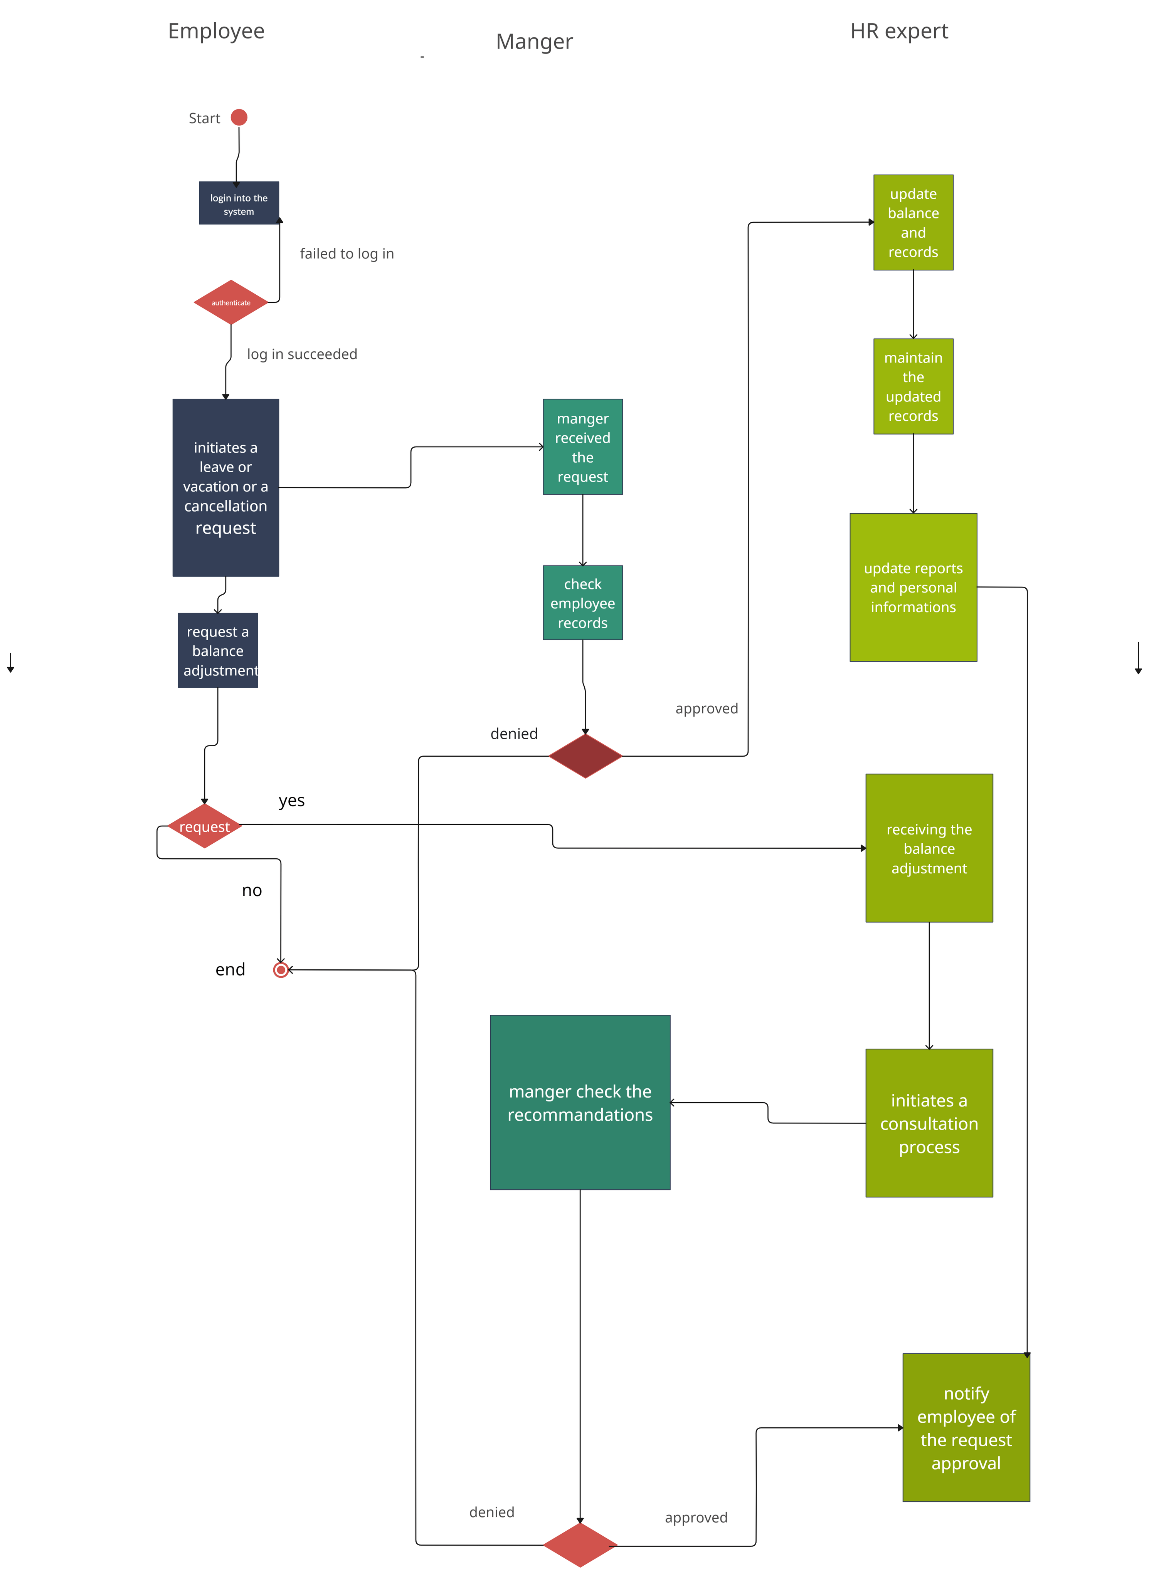 Employee
Manger
-
HR expert
Start
login into the
system
failed to log in
authenticate
log in succeeded
initiates a
leave or
vacation or a
cancellation
request
request a
balance
adjustment
request
yes
no
end
manger
received
the
request
check
employee
records
denied
approved
update
balance
and
records
maintain
the
updated
records
update reports
and personal
informations
receiving the
balance
adjustment
initiates a
consultation
process
manger check the
recommandations
denied
approved
notify
employee of
the request
approval